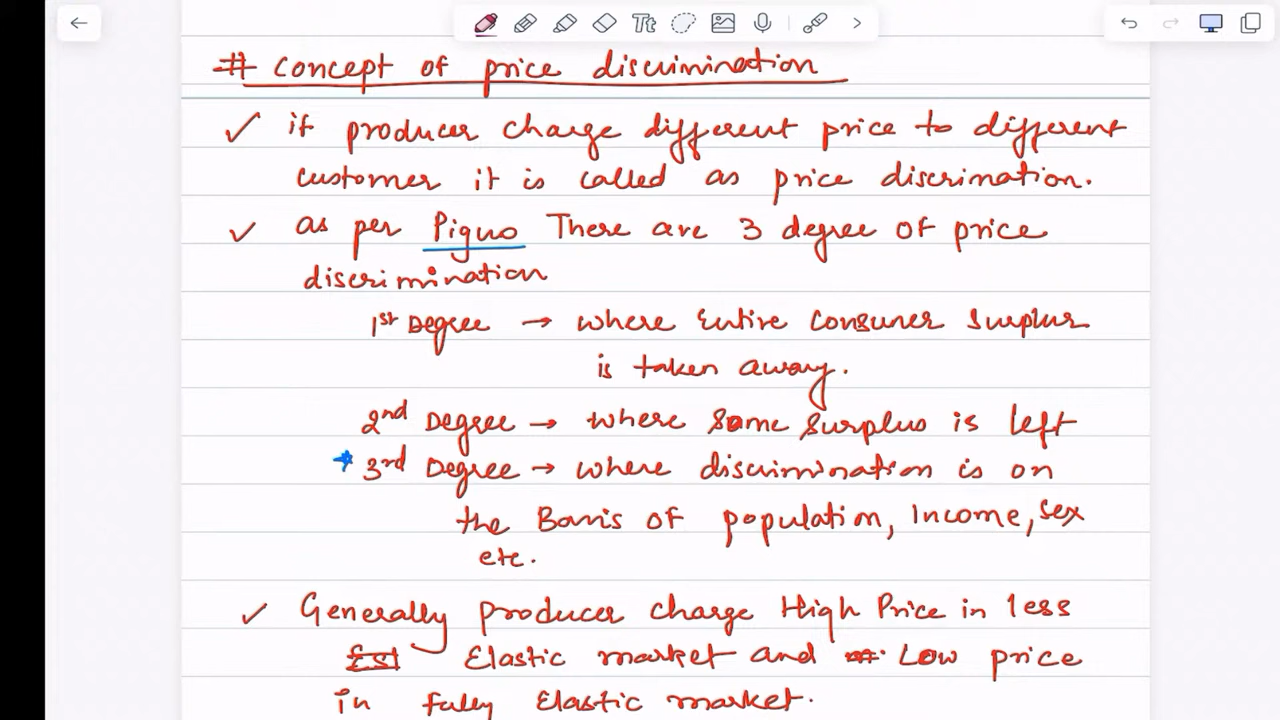 Tt
# Concept of price discrimination
✓ if producer charge different price to different
customer it is called as price discrimation.
✓ as per Piguo There are 3 degree of price
discrimination
1st Degree → where Entire Consuner Surplus
is taken away.
2nd Degree → where Some Surplus is left
* 3rd Degree → where discrimination is on
the Basis of population, Income, Sex
etc.
✓ Generally producer charge High Price in less
Elastic market and Low price
in fully Elastic market.